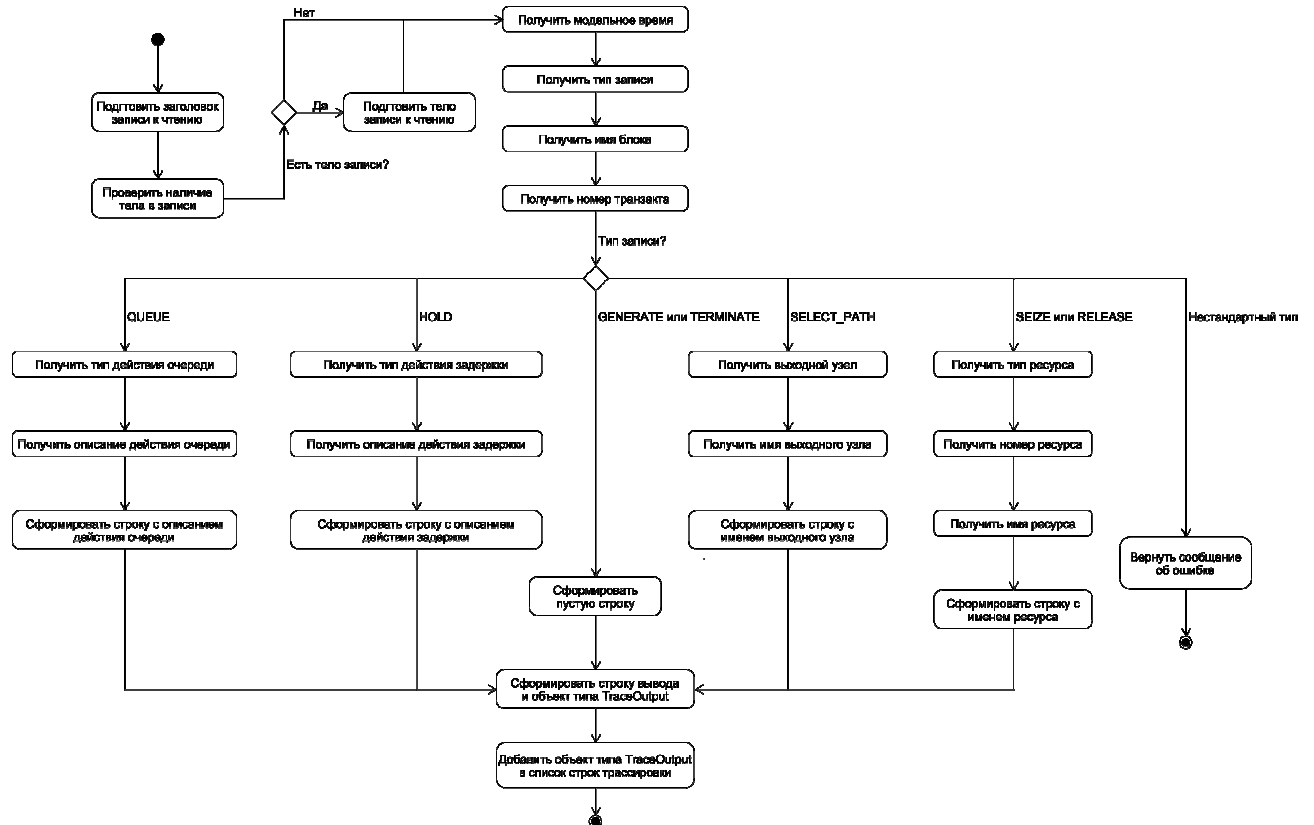 Нет
Получить модельное время
Получить тип записи
Подгтовить заголовок
записи к чтению
Да
Подгтовить тело
записи к чтению
Получить имя блока
Есть тело записи?
Проверить наличие
тела в записи
Получить номер транзакта
Тип записи?
QUEUE
HOLD
GENERATE или TERMINATE
SELECT_PATH
SEIZE или RELEASE
Нестандартный тип
Получить тип действия очереди
Получить тип действия задержки
Получить выходной узел
Получить тип ресурса
Получить описание действия очереди
Получить описание действия задержки
Получить имя выходного узла
Получить номер ресурса
Сформировать строку с описанием
действия очереди
Сформировать строку с описанием
действия задержки
Сформировать строку с
именем выходного узла
Получить имя ресурса
Вернуть сообщение
об ошибке
Сформировать
пустую строку
Сформировать строку с
именем ресурса
Сформировать строку вывода
и объект типа TraceOutput
Добавить объект типа TraceOutput
в список строк трассировки